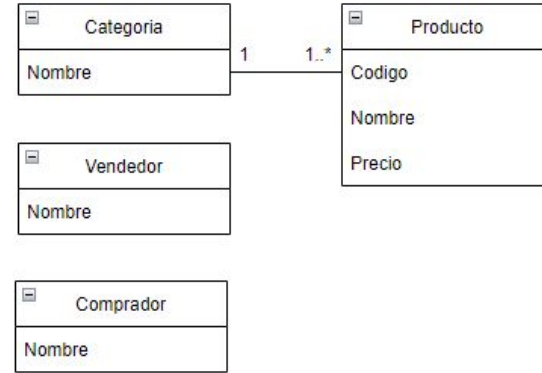 Categoria
Nombre
1
1..*
Producto
Codigo
Nombre
Precio
Vendedor
Nombre
Comprador
Nombre